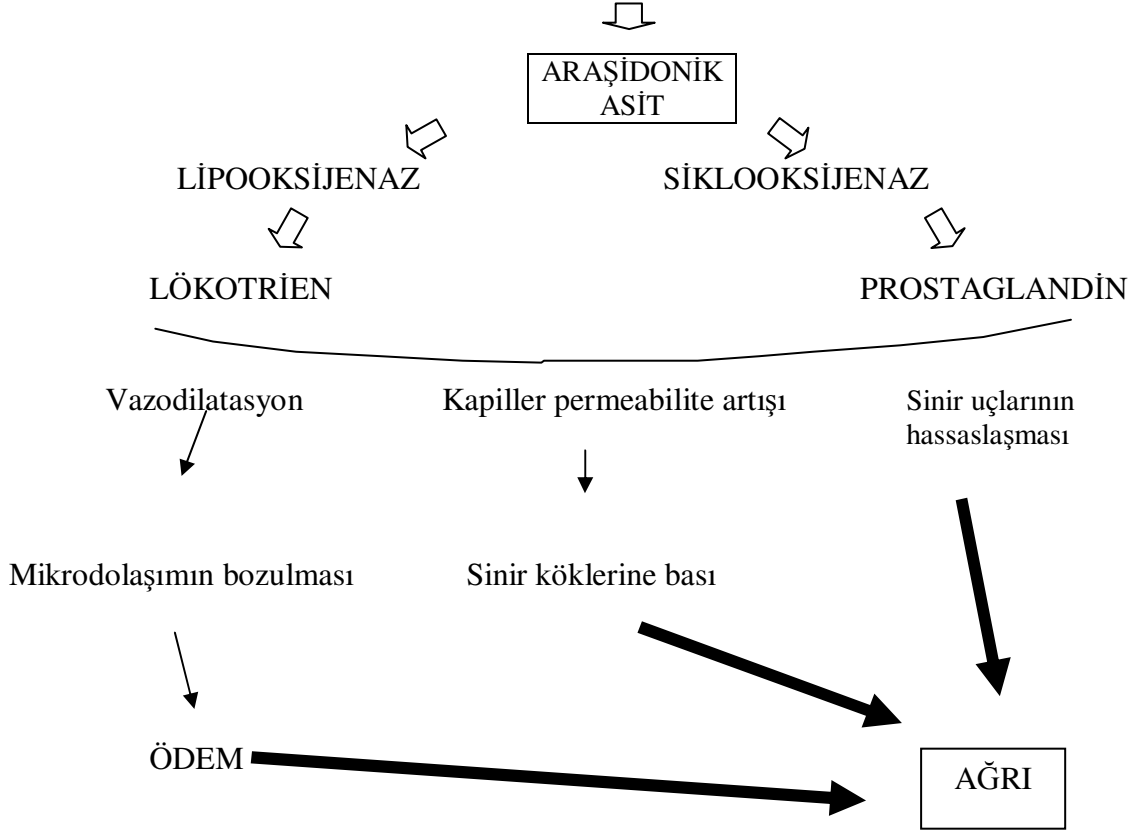 ARAŞİDONİK
ASİT
LİPOOKSİJENAZ
SİKLOOKSİJENAZ
LÖKOTRİEN
PROSTAGLANDİN
Vazodilatasyon
Kapiller permeabilite artışı
Sinir uçlarının
hassaslaşması
Mikrodolaşımın bozulması
Sinir köklerine bası
ÖDEM
AĞRI